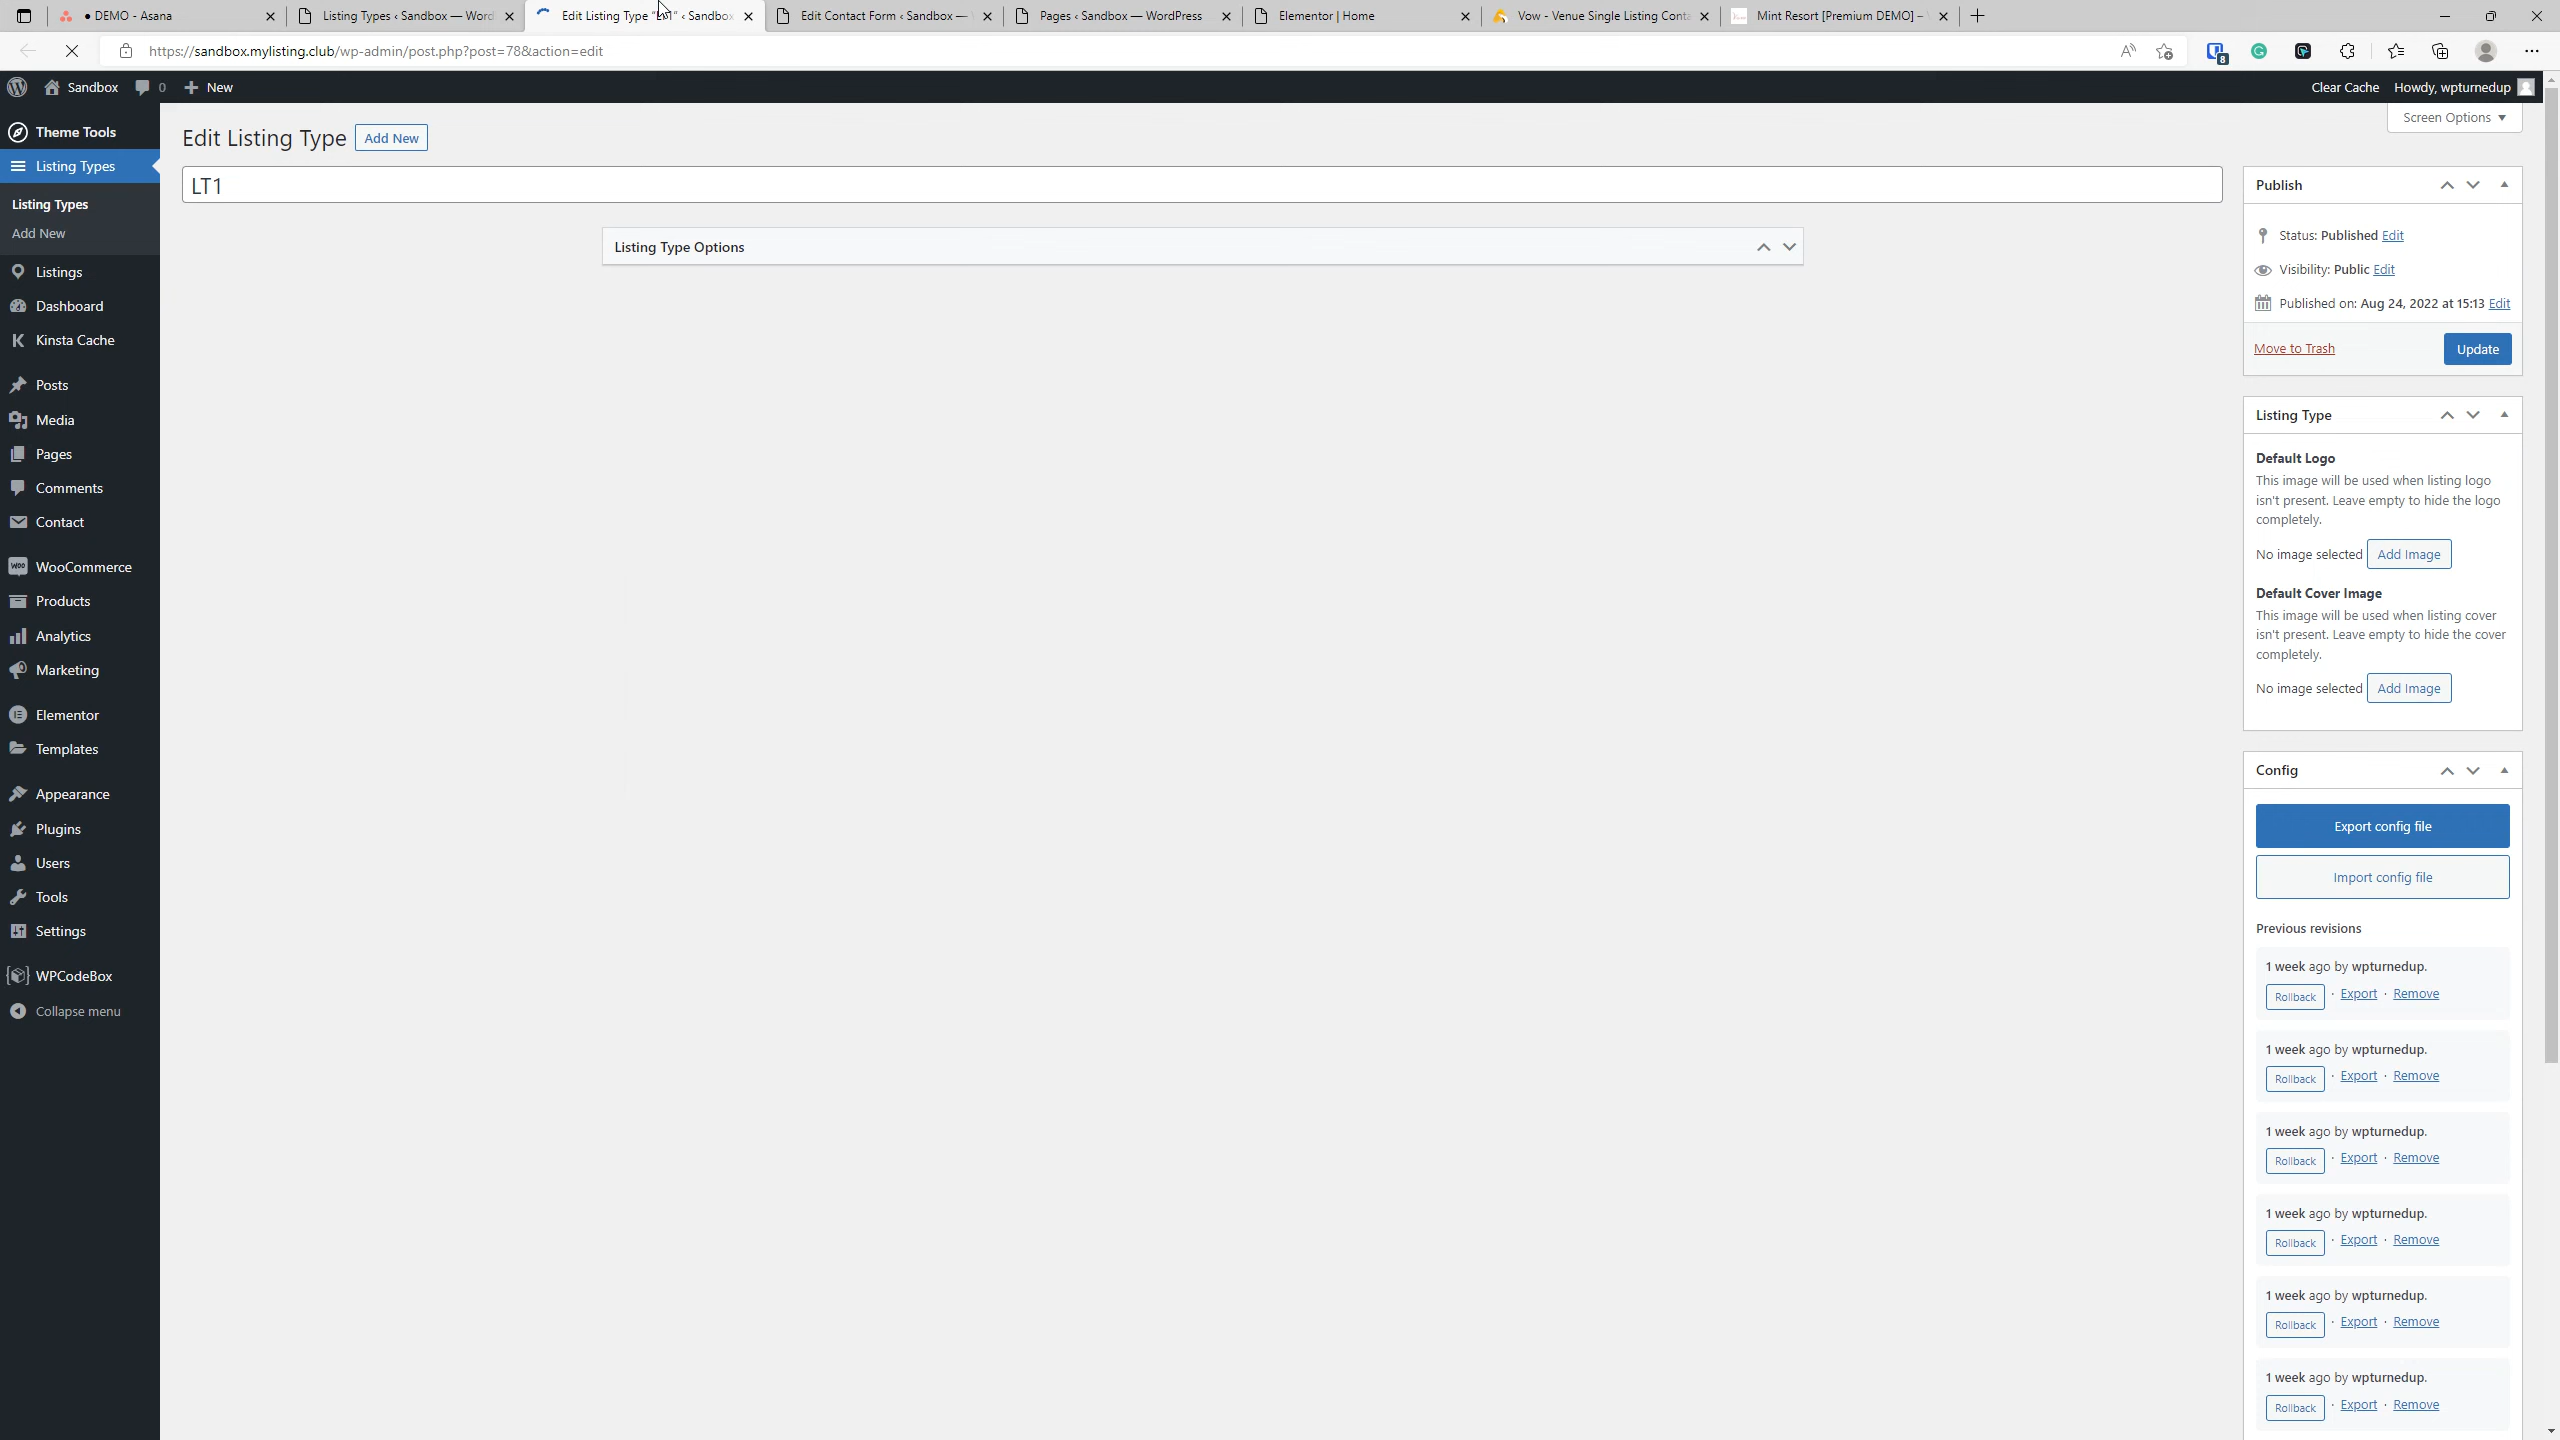 DEMO - Asana
Listing Types ‹ Sandbox — Word
Edit Listing Type ‹ Sandbox
Edit Contact Form ‹ Sandbox —
Pages ‹ Sandbox — WordPress
Elementor | Home
Vow - Venue Single Listing Conta
Mint Resort [Premium DEMO] –
https://sandbox.mylisting.club/wp-admin/post.php?post=78&action=edit
8
Sandbox
0
New
Clear Cache
Howdy, wpturnedup
Screen Options
Theme Tools
Listing Types
Listing Types
Add New
Listings
Dashboard
Kinsta Cache
Posts
Media
Pages
Comments
Contact
WooCommerce
Products
Analytics
Marketing
Elementor
Templates
Appearance
Plugins
Users
Tools
Settings
WPCodeBox
Collapse menu
Edit Listing Type
Add New
LT1
Listing Type Options
Publish
Status: Published Edit
Visibility: Public Edit
Published on: Aug 24, 2022 at 15:13 Edit
Move to Trash
Update
Listing Type
Default Logo
This image will be used when listing logo
isn't present. Leave empty to hide the logo
completely.
No image selected Add Image
Default Cover Image
This image will be used when listing cover
isn't present. Leave empty to hide the cover
completely.
No image selected Add Image
Config
Export config file
Import config file
Previous revisions
1 week ago by wpturnedup.
Rollback · Export · Remove
1 week ago by wpturnedup.
Rollback · Export · Remove
1 week ago by wpturnedup.
Rollback · Export · Remove
1 week ago by wpturnedup.
Rollback · Export · Remove
1 week ago by wpturnedup.
Rollback · Export · Remove
1 week ago by wpturnedup.
Rollback · Export · Remove